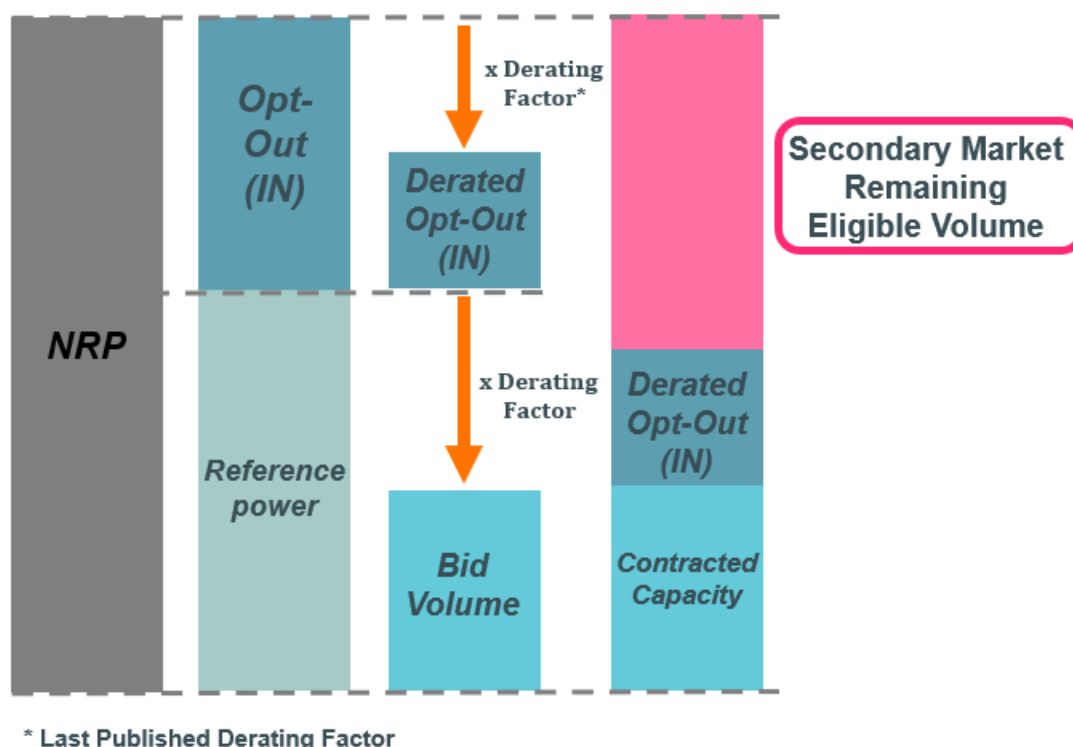 NRP
Opt-
Out
(IN)
Reference
power
x Derating
Factor*
Derated
Opt-Out
(IN)
x Derating
Factor
Bid
Volume
Derated
Opt-Out
(IN)
Contracted
Capacity
Secondary Market
Remaining
Eligible Volume
* Last Published Derating Factor